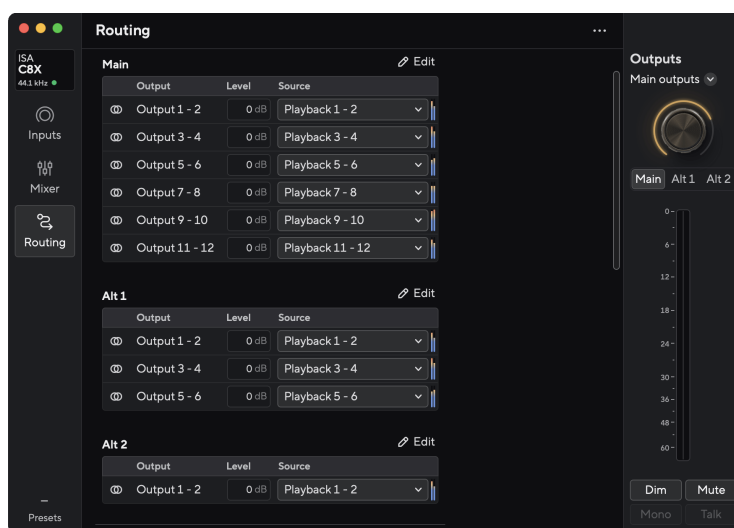 Routing
...
ISA
C8X
44.1 kHz
Inputs
Mixer
Routing
Presets
Main
Edit
Output Level Source
Output 1 - 2 0 dB Playback 1 - 2
Output 3 - 4 0 dB Playback 3 - 4
Output 5 - 6 0 dB Playback 5 - 6
Output 7 - 8 0 dB Playback 7 - 8
Output 9 - 10 0 dB Playback 9 - 10
Output 11 - 12 0 dB Playback 11 - 12
Alt 1
Edit
Output Level Source
Output 1 - 2 0 dB Playback 1 - 2
Output 3 - 4 0 dB Playback 3 - 4
Output 5 - 6 0 dB Playback 5 - 6
Alt 2
Edit
Output Level Source
Output 1 - 2 0 dB Playback 1 - 2
Outputs
Main outputs
Main Alt 1 Alt 2
0
6
12
18
24
30
36
48
60
Dim Mute
Mono Talk